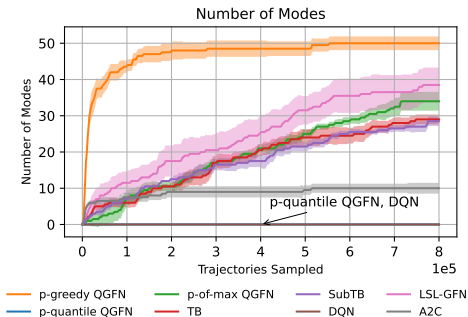 Number of Modes
Number of Modes
50
40
30
20
10
0
p-quantile QGFN, DQN
0 1 2 3 4 5 6 7 8
Trajectories Sampled
1e5
p-greedy QGFN p-of-max QGFN SubTB LSL-GFN
p-quantile QGFN TB DQN A2C